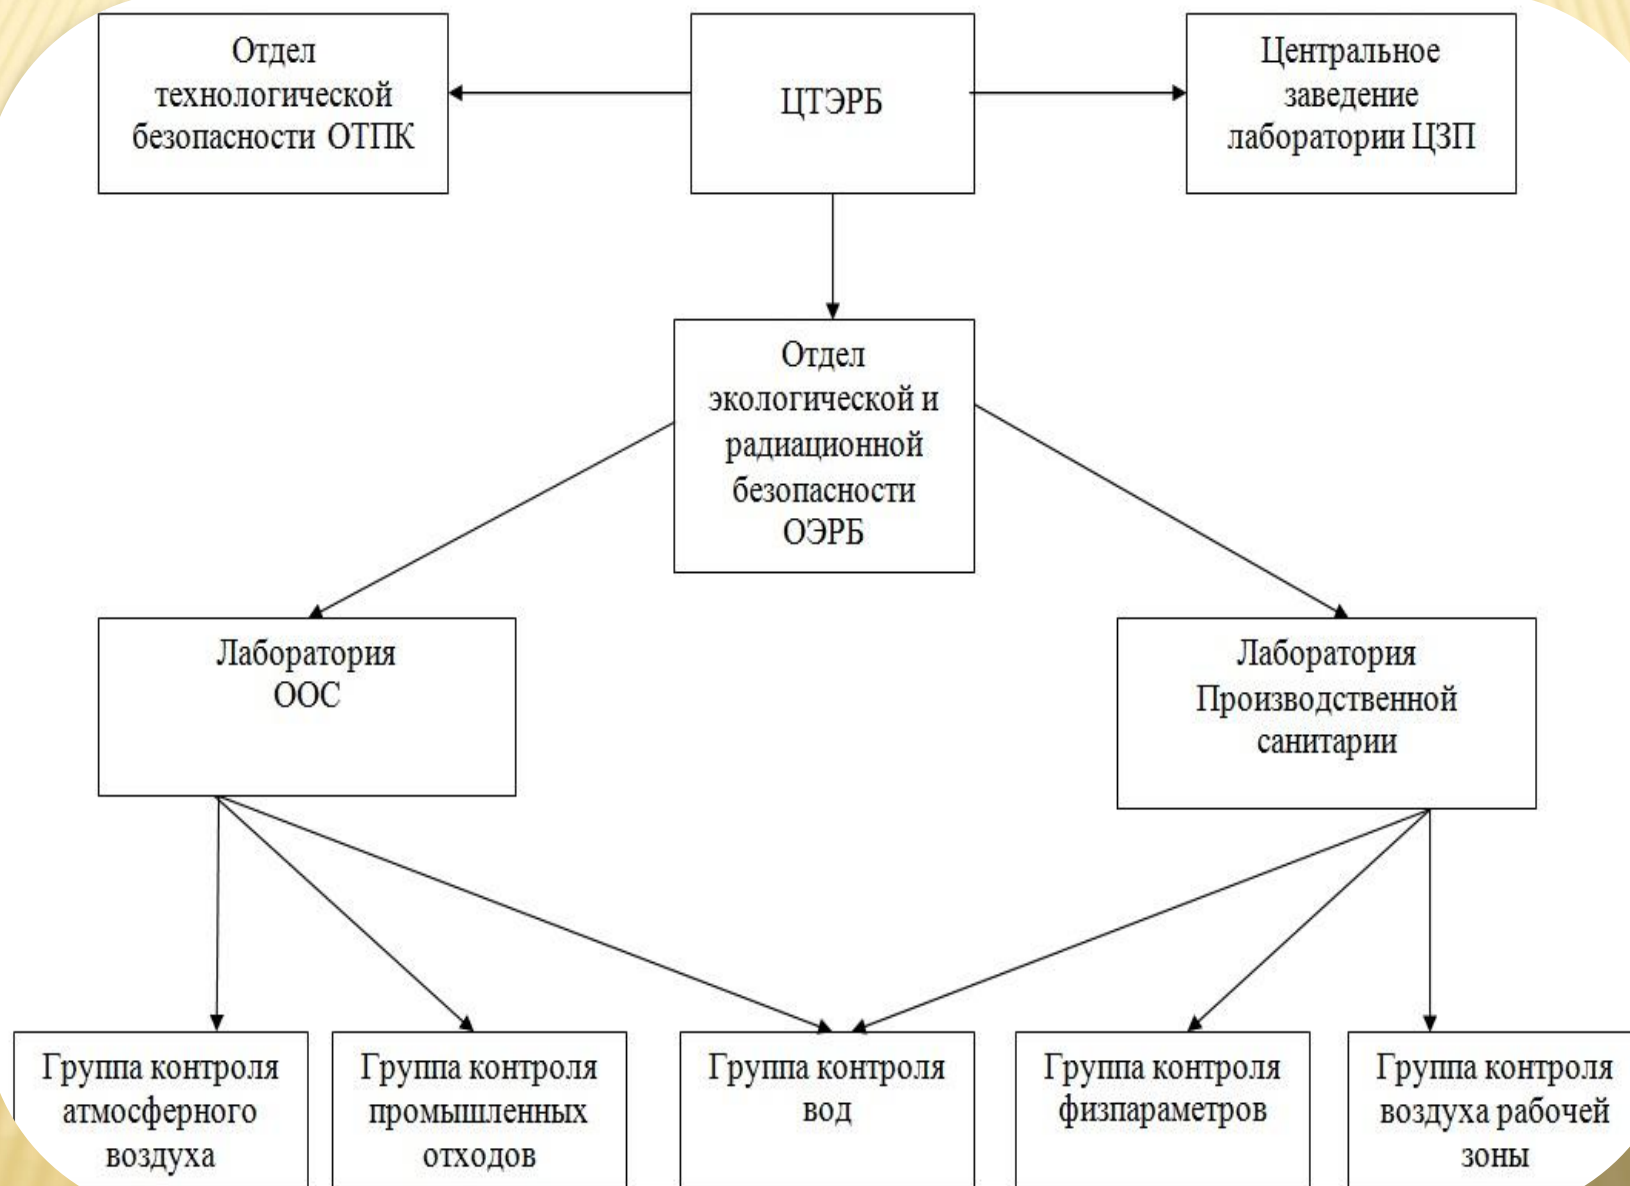 Отдел
технологической
безопасности ОТПК
ЦТЭРБ
Центральное
заведение
лаборатории ЦЗП
Отдел
экологической и
радиационной
безопасности
ОЭРБ
Лаборатория
ООС
Лаборатория
Производственной
санитарии
Группа контроля
атмосферного
воздуха
Группа контроля
промышленных
отходов
Группа контроля
вод
Группа контроля
физпараметров
Группа контроля
воздуха рабочей
зоны